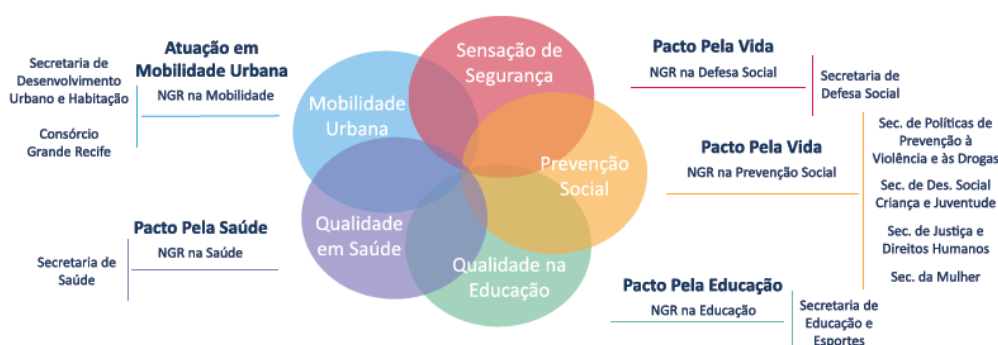 Atuação em
Mobilidade Urbana
NGR na Mobilidade
Secretaria de
Desenvolvimento
Urbano e Habitação
Consórcio
Grande Recife
Pacto Pela Saúde
NGR na Saúde
Secretaria de
Saúde
Mobilidade
Urbana
Sensação de
Segurança
Prevenção
Social
Qualidade
em Saúde
Qualidade na
Educação
Pacto Pela Vida
NGR na Defesa Social
Secretaria de
Defesa Social
Pacto Pela Vida
NGR na Prevenção Social
Sec. de Políticas de
Prevenção à
Violência e às Drogas
Sec. de Des. Social
Criança e Juventude
Sec. de Justiça e
Direitos Humanos
Sec. da Mulher
Pacto Pela Educação
NGR na Educação
Secretaria de
Educação e
Esportes